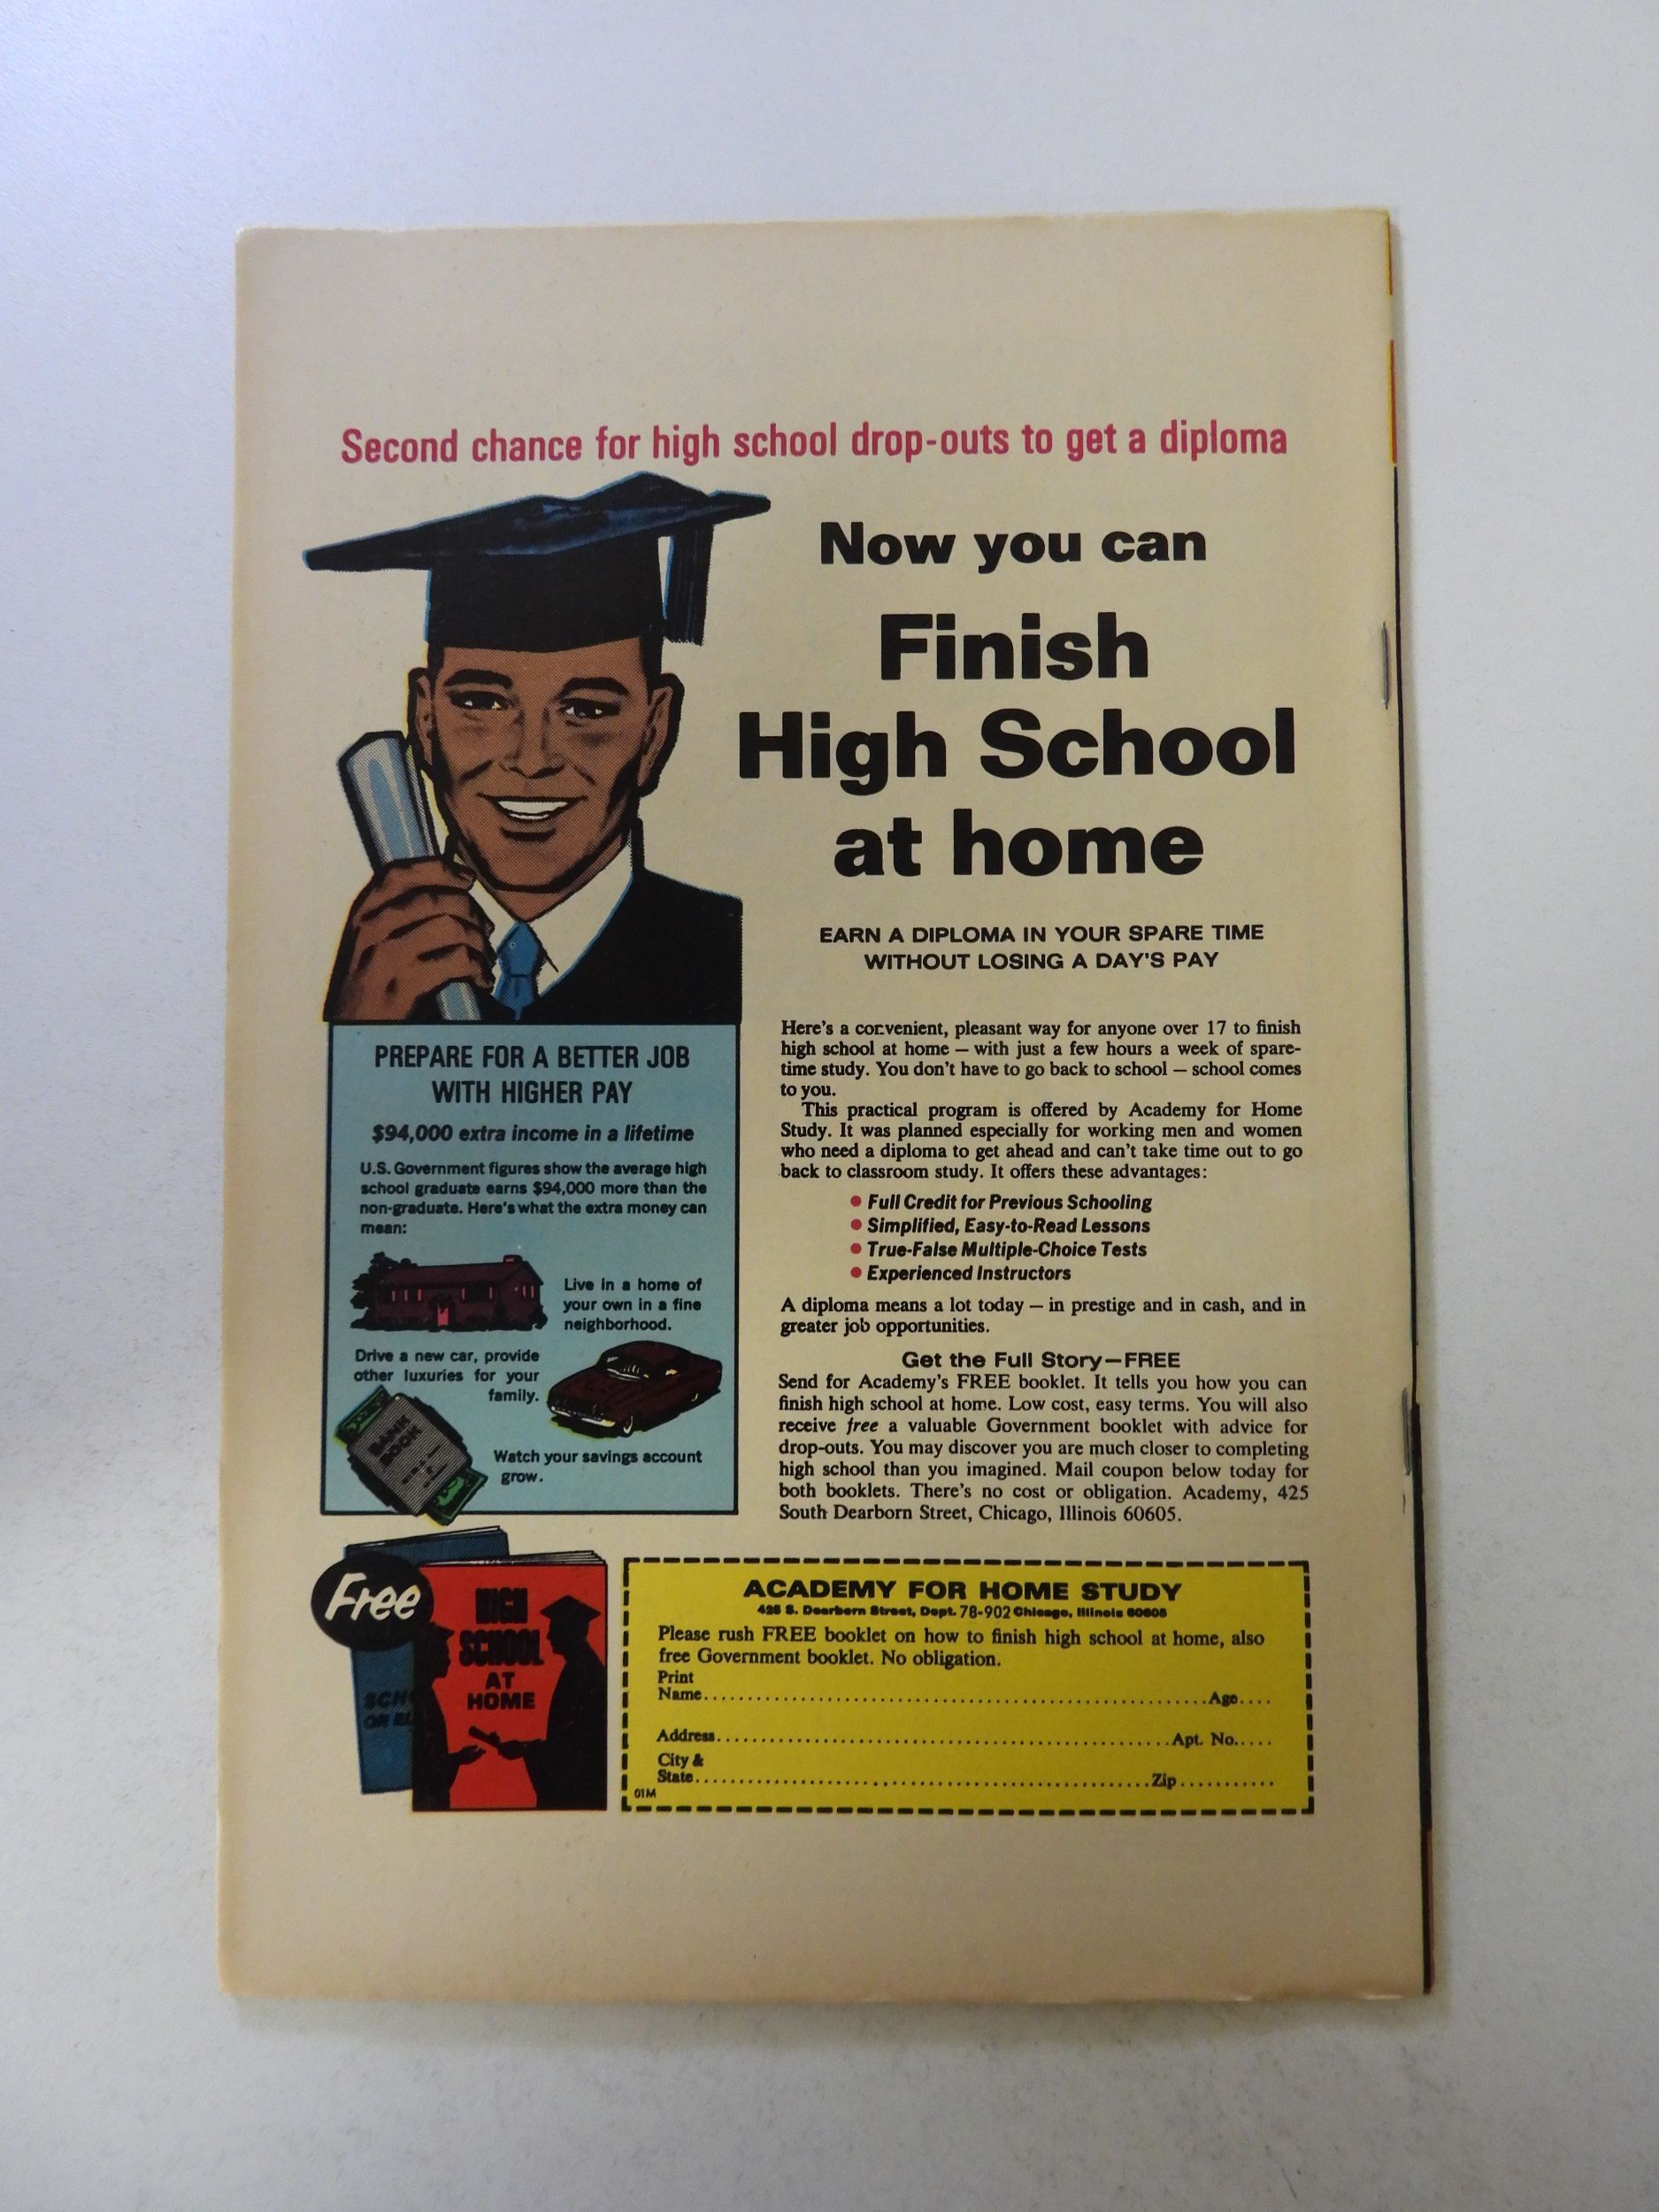 Second chance for high school drop-outs to get a diploma
Now you can
Finish
High School
at home
EARN A DIPLOMA IN YOUR SPARE TIME
WITHOUT LOSING A DAY'S PAY
Here's a convenient, pleasant way for anyone over 17 to finish
high school at home — with just a few hours a week of spare-
time study. You don't have to go back to school — school comes
to you.
This practical program is offered by Academy for Home
Study. It was planned especially for working men and women
who need a diploma to get ahead and can't take time out to go
back to classroom study. It offers these advantages:
• Full Credit for Previous Schooling
• Simplified, Easy-to-Read Lessons
• True-False Multiple-Choice Tests
• Experienced Instructors
A diploma means a lot today — in prestige and in cash, and in
greater job opportunities.
Get the Full Story—FREE
Send for Academy's FREE booklet. It tells you how you can
finish high school at home. Low cost, easy terms. You will also
receive free a valuable Government booklet with advice for
drop-outs. You may discover you are much closer to completing
high school than you imagined. Mail coupon below today for
both booklets. There's no cost or obligation. Academy, 425
South Dearborn Street, Chicago, Illinois 60605.
PREPARE FOR A BETTER JOB
WITH HIGHER PAY
$94,000 extra income in a lifetime
U.S. Government figures show the average high
school graduate earns $94,000 more than the
non-graduate. Here's what the extra money can
mean:
Live in a home of
your own in a fine
neighborhood.
Drive a new car, provide
other luxuries for your
family.
BANK
BOOK
Watch your savings account
grow.
Free
HIGH
SCHOOL
AT
HOME
SCH
OR EL
ACADEMY FOR HOME STUDY
425 S. Dearborn Street, Dept. 78-902 Chicago, Illinois 60605
Please rush FREE booklet on how to finish high school at home, also
free Government booklet. No obligation.
Print
Name.......... Age....
Address.......... Apt. No.....
City &
State.......... Zip...........
01M